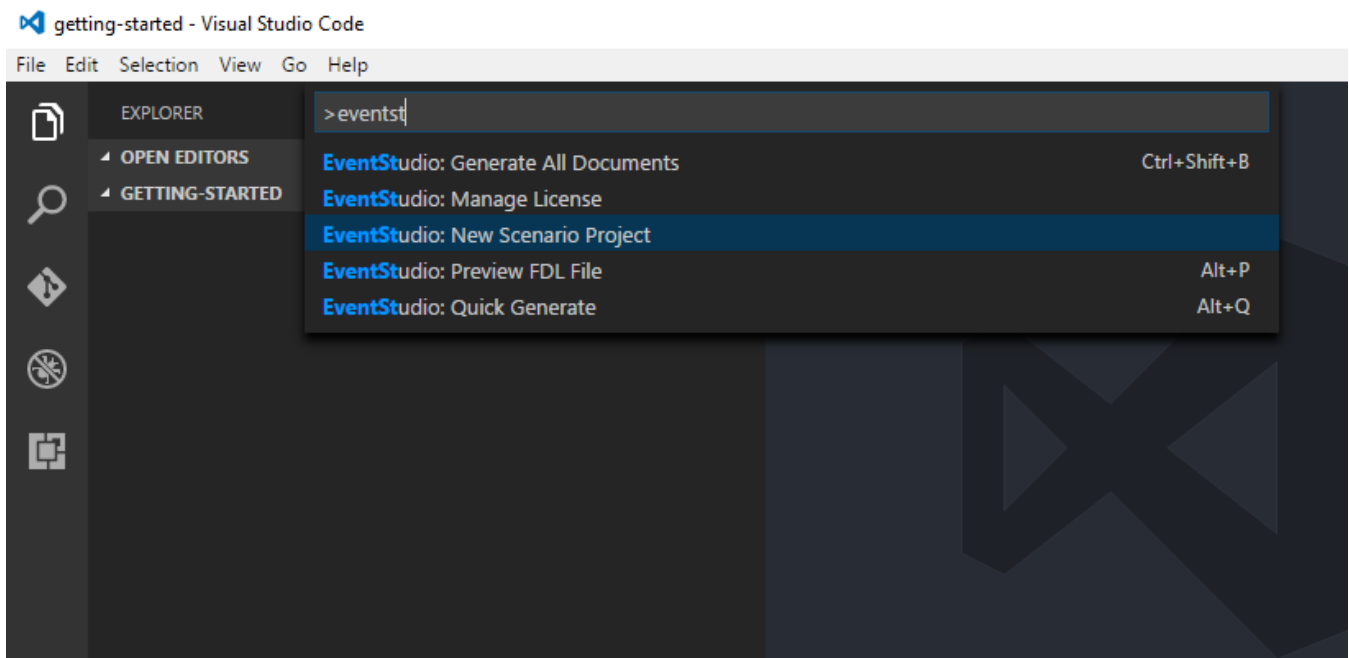 getting-started - Visual Studio Code
File Edit Selection View Go Help
EXPLORER
OPEN EDITORS
GETTING-STARTED
>eventst
EventStudio: Generate All Documents Ctrl+Shift+B
EventStudio: Manage License
EventStudio: New Scenario Project
EventStudio: Preview FDL File Alt+P
EventStudio: Quick Generate Alt+Q